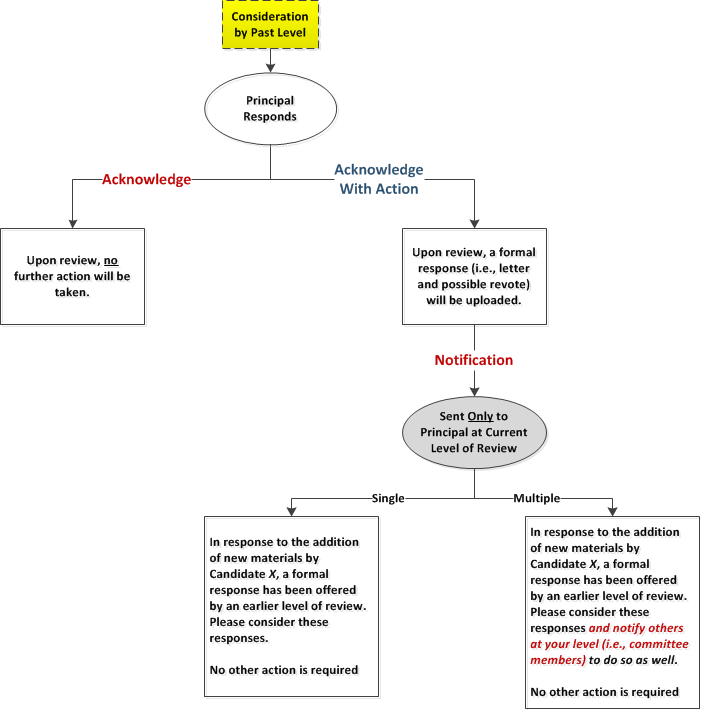 Consideration
by Past Level
Principal
Responds
Acknowledge
Acknowledge
With Action
Upon review, no
further action will be
taken.
Upon review, a formal
response (i.e., letter
and possible revote)
will be uploaded.
Notification
Sent Only to
Principal at Current
Level of Review
Single
Multiple
In response to the addition
of new materials by
Candidate X, a formal
response has been offered
by an earlier level of review.
Please consider these
responses.
No other action is required
In response to the addition
of new materials by
Candidate X, a formal
response has been offered
by an earlier level of review.
Please consider these
responses and notify others
at your level (i.e., committee
members) to do so as well.
No other action is required